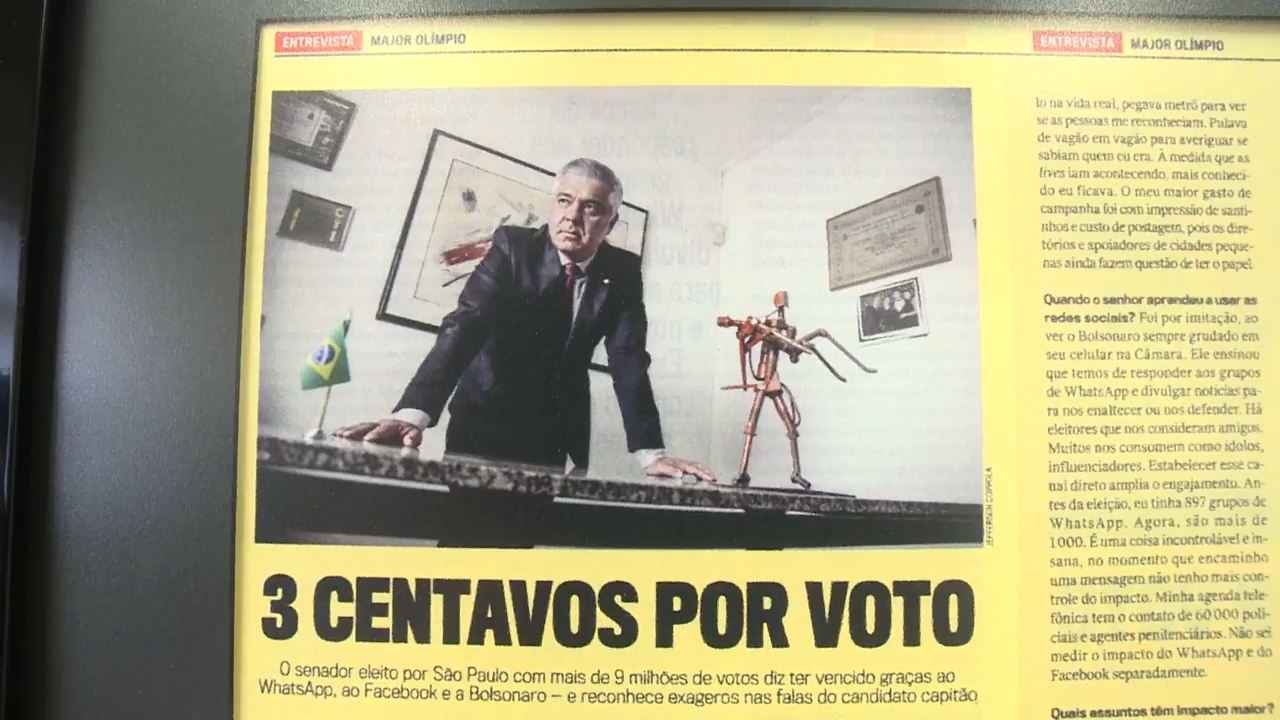 ENTREVISTA MAJOR OLÍMPIO
JEFFERSON COPPOLA
3 CENTAVOS POR VOTO
O senador eleito por São Paulo com mais de 9 milhões de votos diz ter vencido graças ao
WhatsApp, ao Facebook e a Bolsonaro — e reconhece exageros nas falas do candidato capitão
ENTREVISTA MAJOR OLÍMPIO
lo na vida real, pegava metrô para ver
se as pessoas me reconheciam. Pulava
de vagão em vagão para averiguar se
sabiam quem eu era. À medida que as
lives iam acontecendo, mais conheci-
do eu ficava. O meu maior gasto de
campanha foi com impressão de santi-
nhos e custo de postagem, pois os dire-
tórios e apoiadores de cidades peque-
nas ainda fazem questão de ter o papel.
Quando o senhor aprendeu a usar as
redes sociais? Foi por imitação, ao
ver o Bolsonaro sempre grudado em
seu celular na Câmara. Ele ensinou
que temos de responder aos grupos
de WhatsApp e divulgar notícias pa-
ra nos enaltecer ou nos defender. Há
eleitores que nos consideram amigos.
Muitos nos consomem como ídolos,
influenciadores. Estabelecer esse ca-
nal direto amplia o engajamento. An-
tes da eleição, eu tinha 897 grupos de
WhatsApp. Agora, são mais de
1000. É uma coisa incontrolável e in-
sana, no momento que encaminho
uma mensagem não tenho mais con-
trole do impacto. Minha agenda tele-
fônica tem o contato de 60 000 poli-
ciais e agentes penitenciários. Não sei
medir o impacto do WhatsApp e do
Facebook separadamente.
Quais assuntos têm impacto maior?